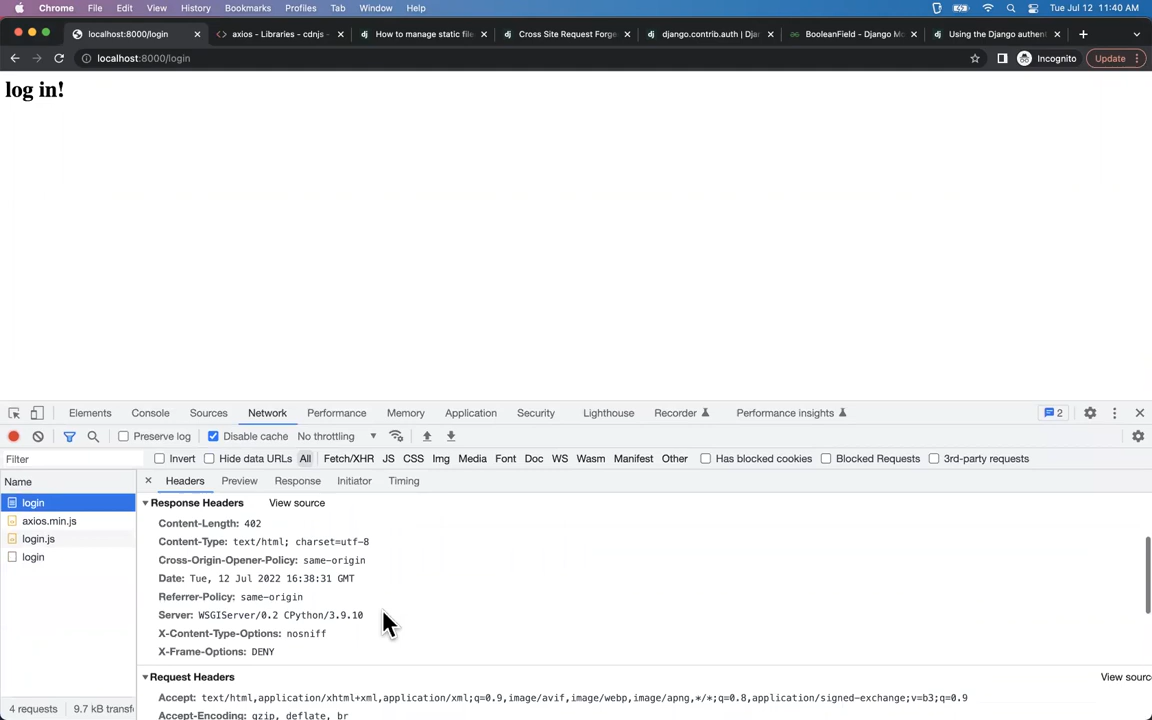 Chrome File Edit View History Bookmarks Profiles Tab Window Help Tue Jul 12 11:40 AM
localhost:8000/login axios - Libraries - cdnjs - How to manage static file Cross Site Request Forge django.contrib.auth | Dja BooleanField - Django Mo Using the Django authent
localhost:8000/login Incognito Update
log in!
Elements Console Sources Network Performance Memory Application Security Lighthouse Recorder Performance insights 2
Preserve log Disable cache No throttling
Filter Invert Hide data URLs All Fetch/XHR JS CSS Img Media Font Doc WS Wasm Manifest Other Has blocked cookies Blocked Requests 3rd-party requests
Name Headers Preview Response Initiator Timing
login
axios.min.js
login.js
login
Response Headers View source
Content-Length: 402
Content-Type: text/html; charset=utf-8
Cross-Origin-Opener-Policy: same-origin
Date: Tue, 12 Jul 2022 16:38:31 GMT
Referrer-Policy: same-origin
Server: WSGIServer/0.2 CPython/3.9.10
X-Content-Type-Options: nosniff
X-Frame-Options: DENY
Request Headers View sourc
Accept: text/html,application/xhtml+xml,application/xml;q=0.9,image/avif,image/webp,image/apng,*/*;q=0.8,application/signed-exchange;v=b3;q=0.9
Accept-Encoding: gzip, deflate, br
4 requests 9.7 kB transf